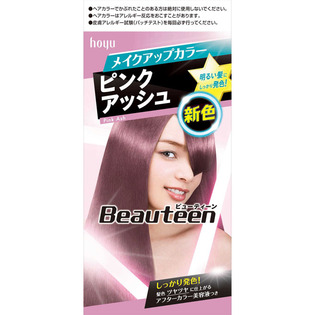 ●ヘアカラーでかぶれたことのある方は絶対に使用しないでください。
●ヘアカラーはアレルギー反応をおこすことがあります。
●皮膚アレルギー試験（パッチテスト）を毎回必ず行ってください。
hoyu
メイクアップカラー
ピンク
アッシュ
Pink Ash
明るい髪に
しっかり発色!
新色
ビューティーン
Beauteen
しっかり発色!
髪色 ツヤツヤ に仕上がる
アフターカラー美容液つき